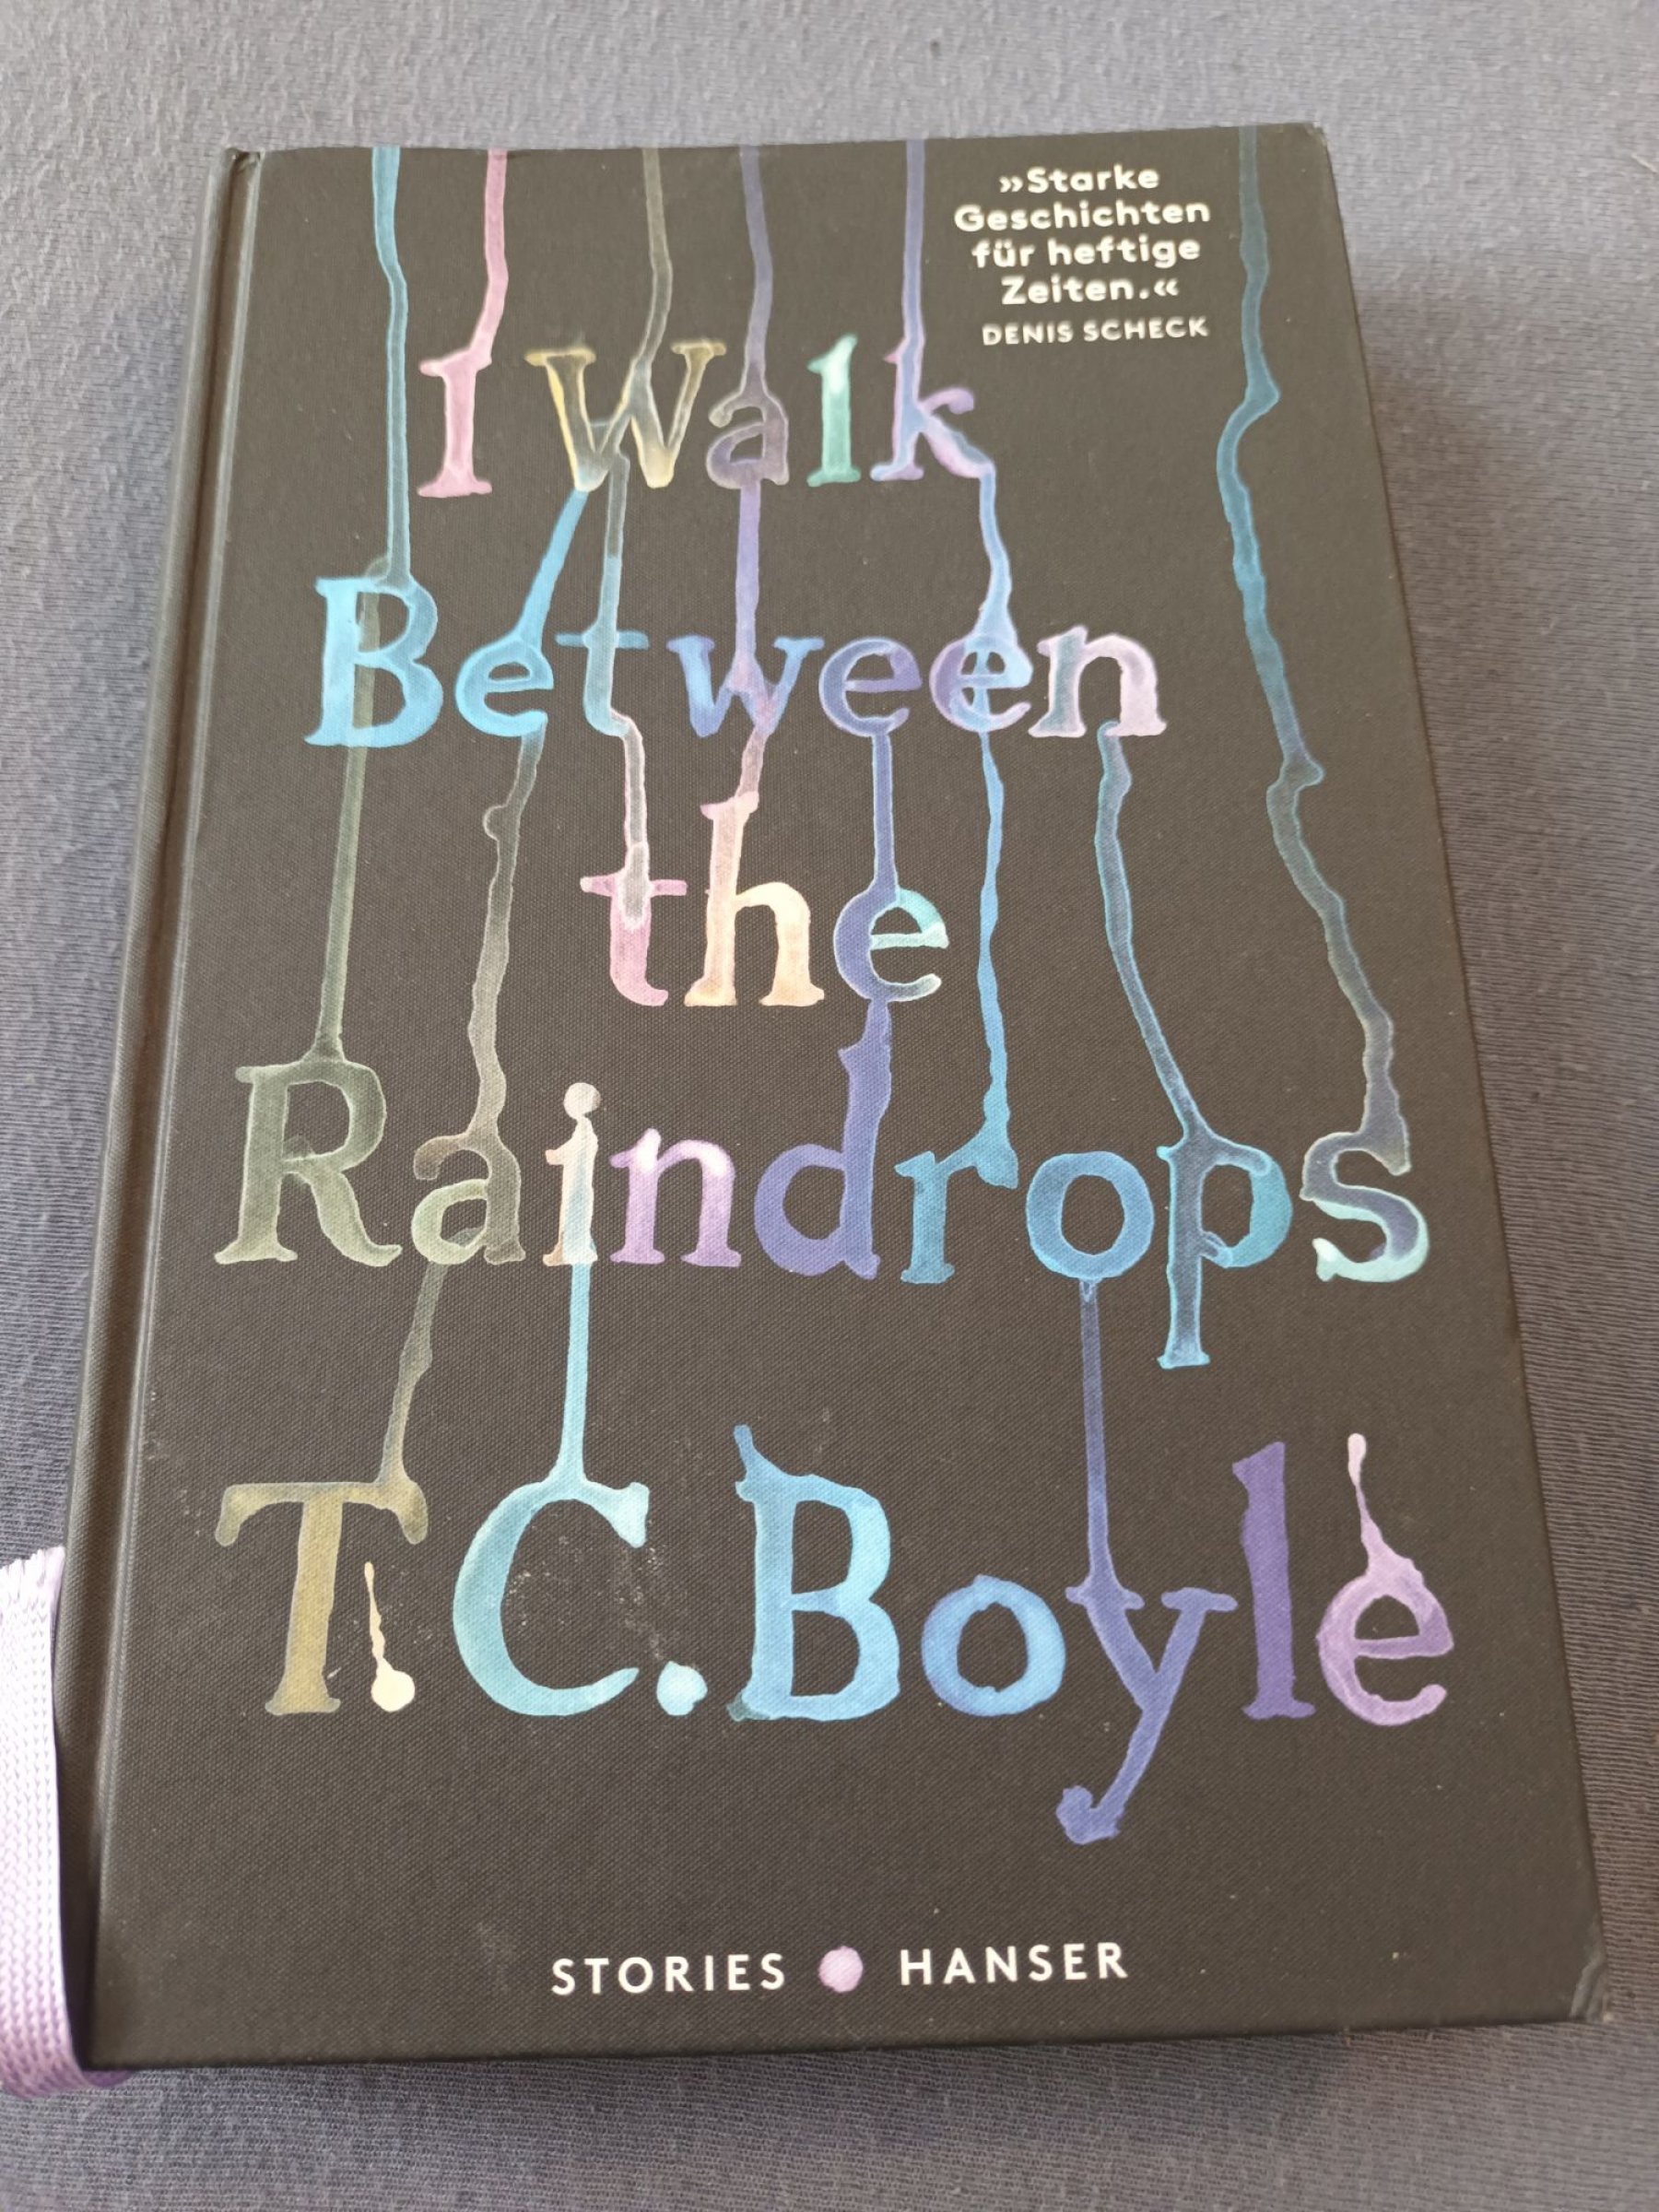 »Starke
Geschichten
für heftige
Zeiten.«
DENIS SCHECK
I Walk
Between
the
Raindrops
T.C.Boyle
STORIES HANSER